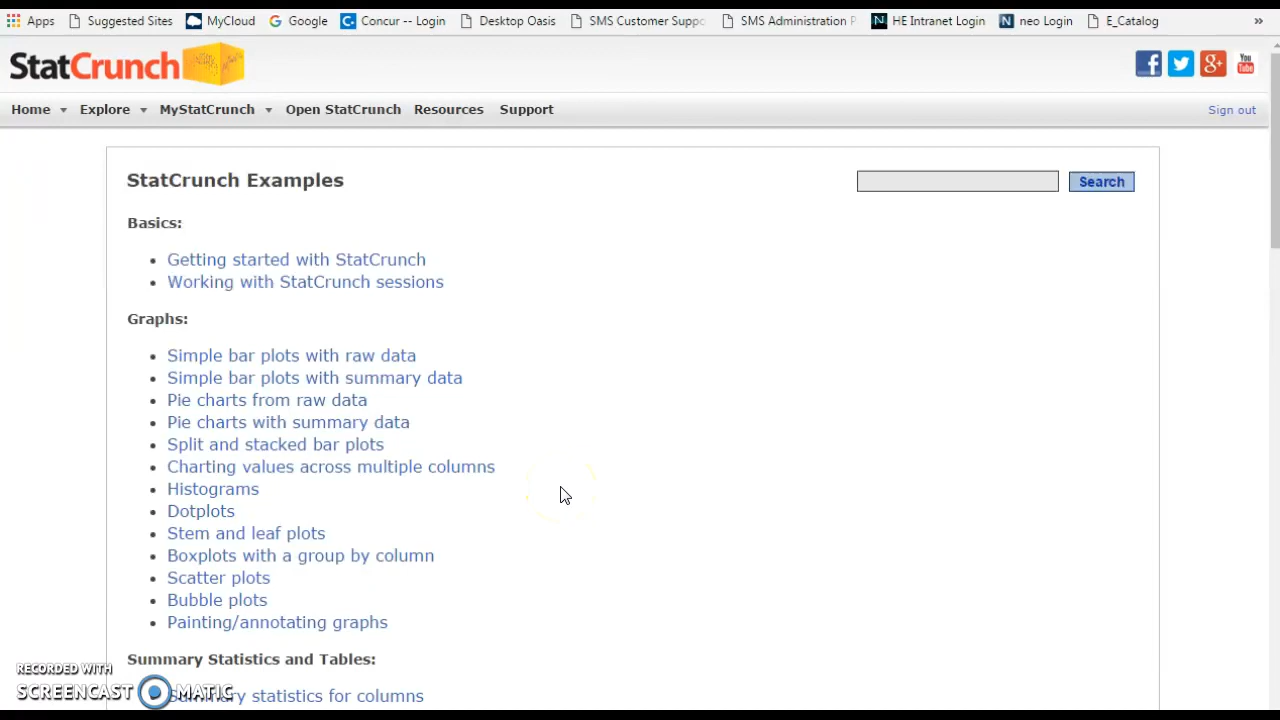 Apps Suggested Sites MyCloud Google Concur -- Login Desktop Oasis SMS Customer Suppo SMS Administration P HE Intranet Login neo Login E_Catalog »
StatCrunch
You Tube
Home Explore MyStatCrunch Open StatCrunch Resources Support Sign out
StatCrunch Examples Search
Basics:
Getting started with StatCrunch
Working with StatCrunch sessions
Graphs:
Simple bar plots with raw data
Simple bar plots with summary data
Pie charts from raw data
Pie charts with summary data
Split and stacked bar plots
Charting values across multiple columns
Histograms
Dotplots
Stem and leaf plots
Boxplots with a group by column
Scatter plots
Bubble plots
Painting/annotating graphs
Summary Statistics and Tables:
RECORDED WITH
SCREENCAST MATIC
Summary statistics for columns